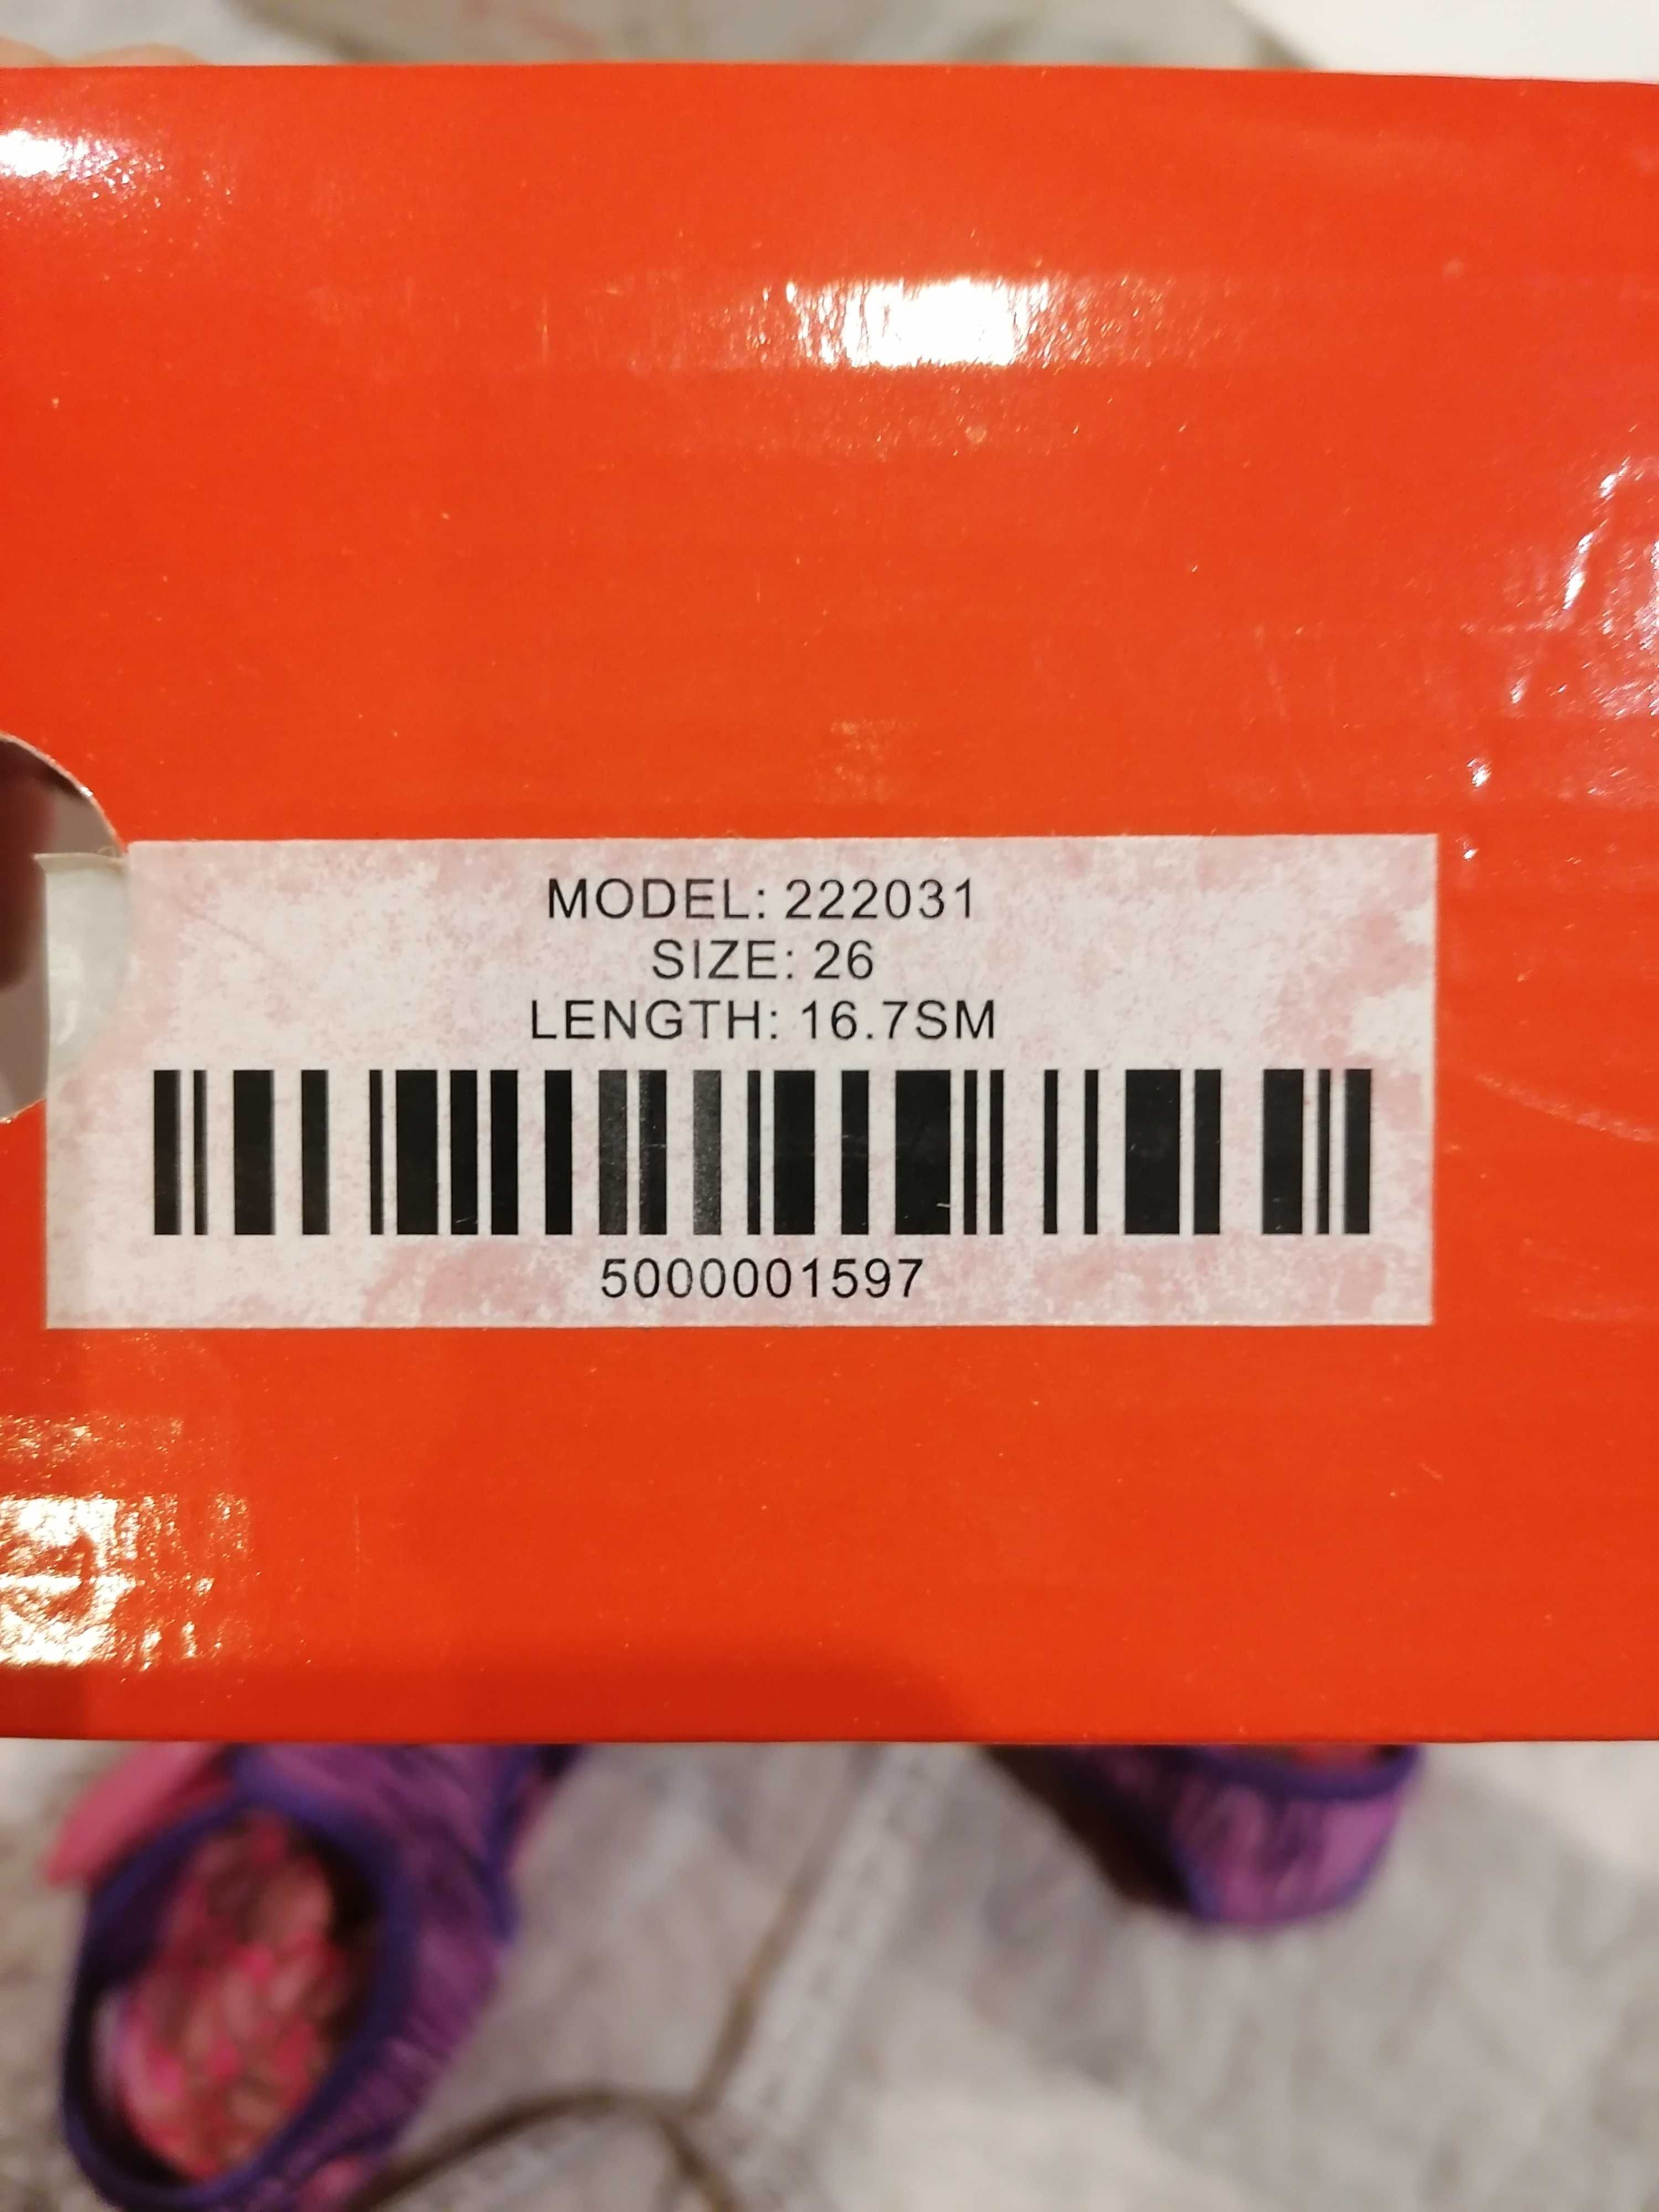 MODEL: 222031
SIZE: 26
LENGTH: 16.7SM
5000001597